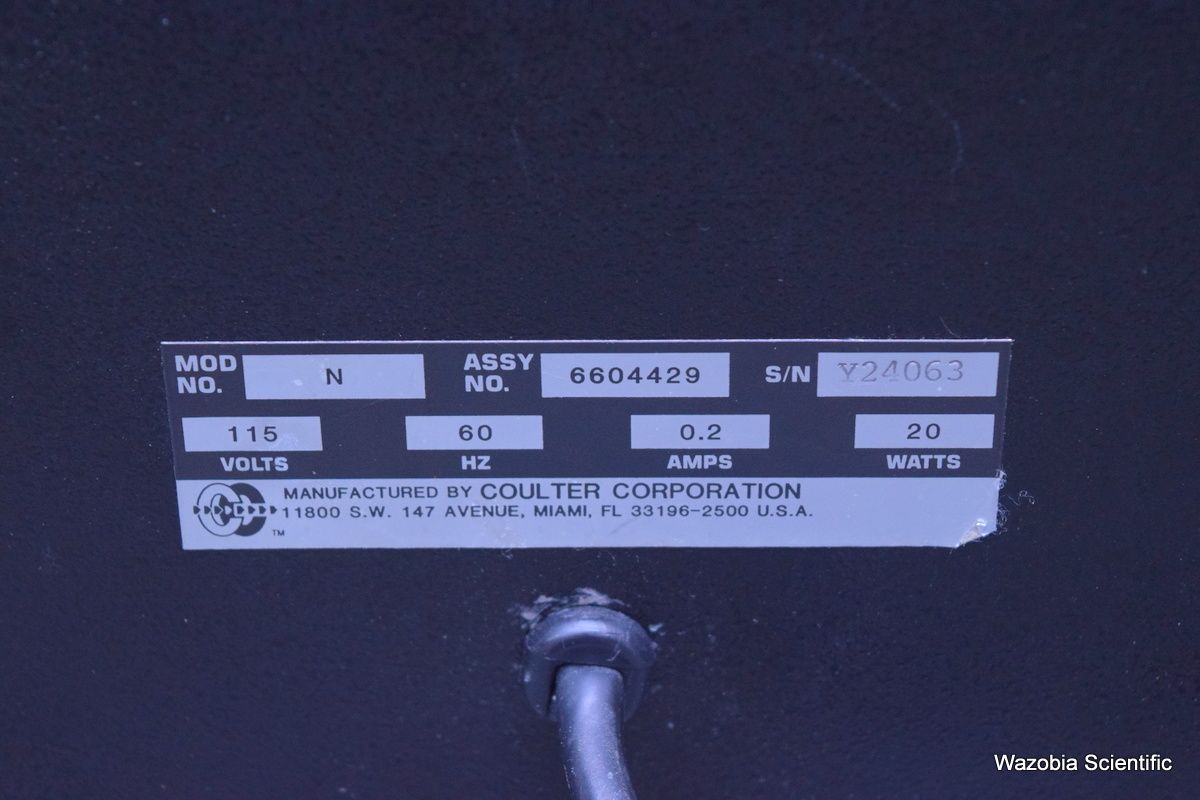 MOD NO. N ASSY NO. 6604429 S/N Y24063
115 60 0.2 20
VOLTS HZ AMPS WATTS
MANUFACTURED BY COULTER CORPORATION
11800 S.W. 147 AVENUE, MIAMI, FL 33196-2500 U.S.A.
TM
Wazobia Scientific